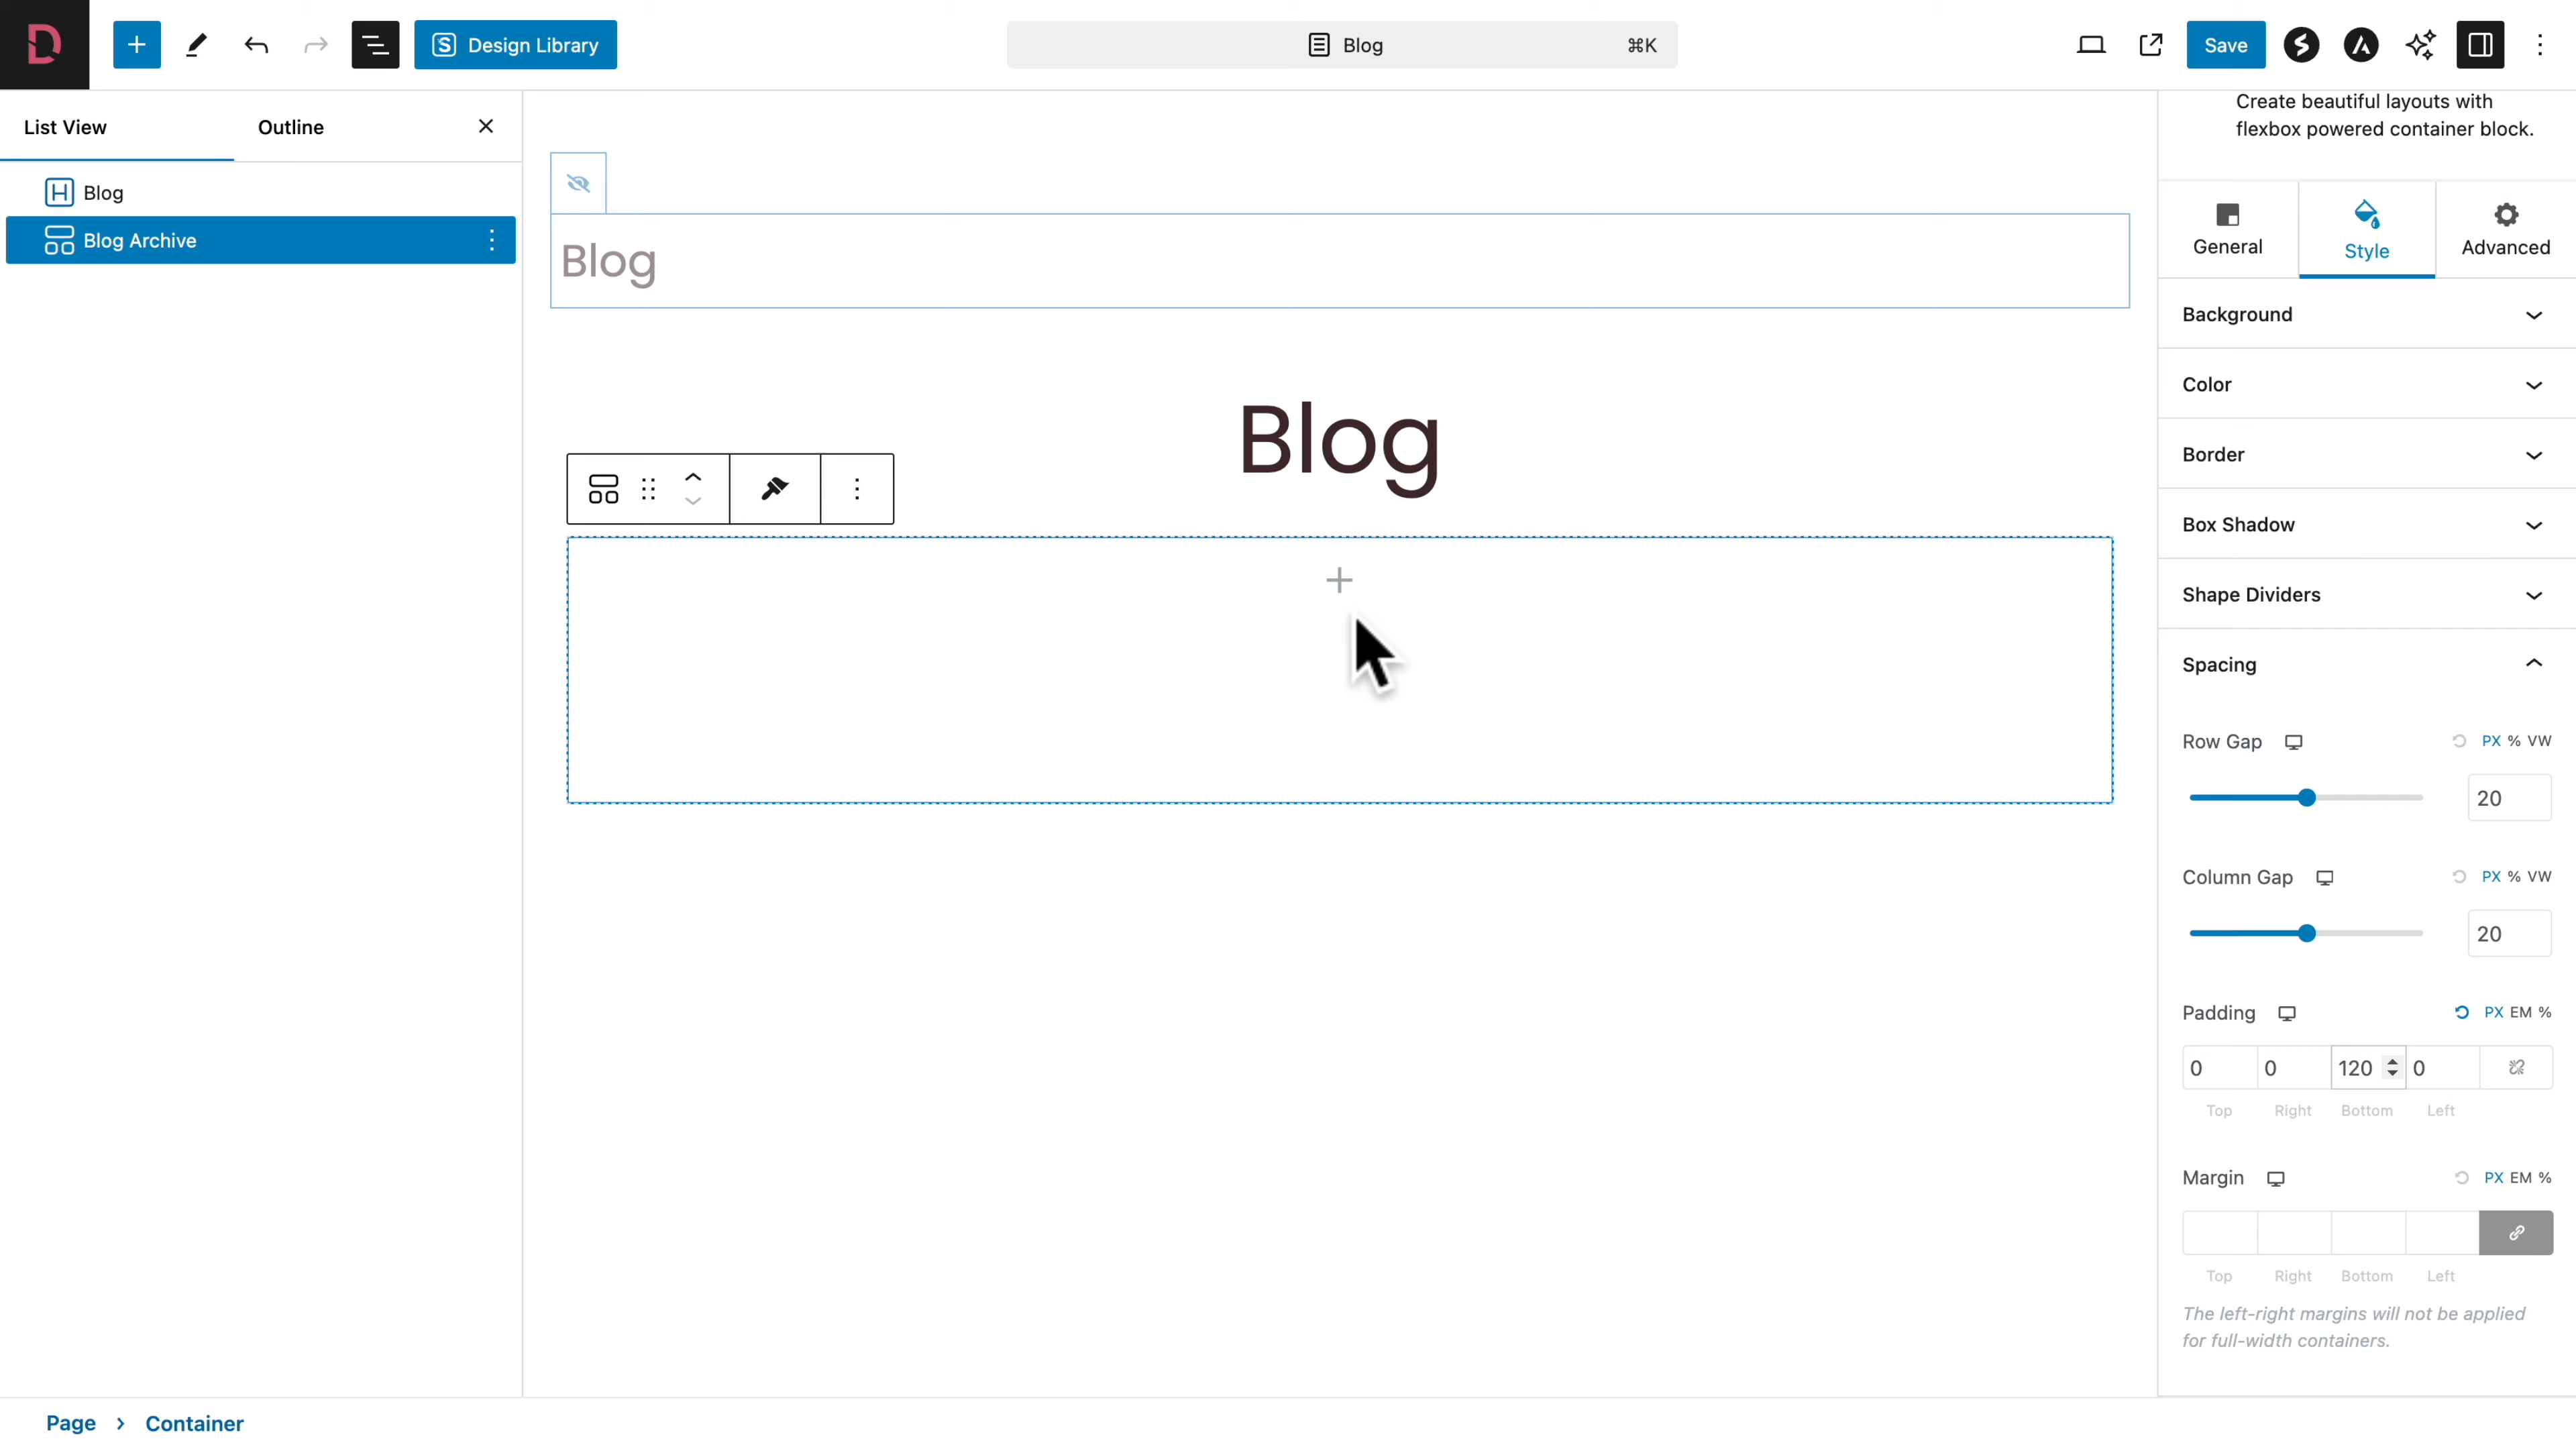 Design Library
Blog
⌘K
Save
List View
Outline
Blog
Blog Archive
Blog
Blog
Create beautiful layouts with
flexbox powered container block.
General
Style
Advanced
Background
Color
Border
Box Shadow
Shape Dividers
Spacing
Row Gap PX % VW
20
Column Gap PX % VW
20
Padding PX EM %
0 0 120 0
Top Right Bottom Left
Margin PX EM %
Top Right Bottom Left
The left-right margins will not be applied
for full-width containers.
Page > Container